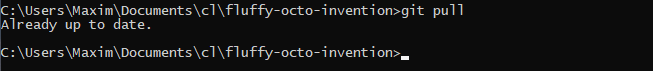 C:\Users\Maxim\Documents\cl\fluffy-octo-invention>git pull
Already up to date.
C:\Users\Maxim\Documents\cl\fluffy-octo-invention>